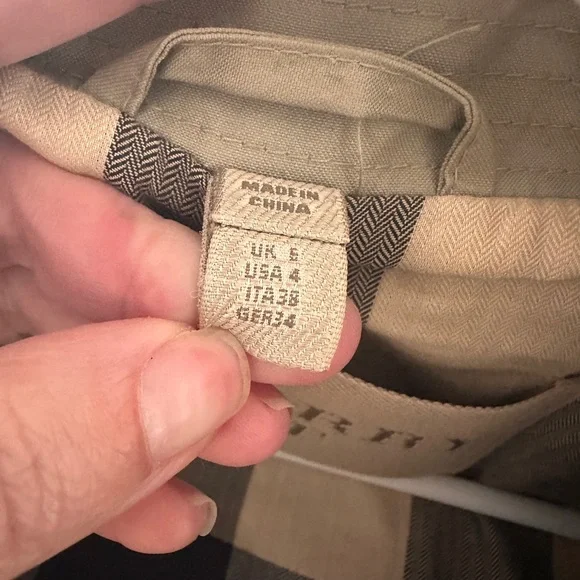 MADE IN
CHINA
UK 6
USA 4
ITA38
GER34